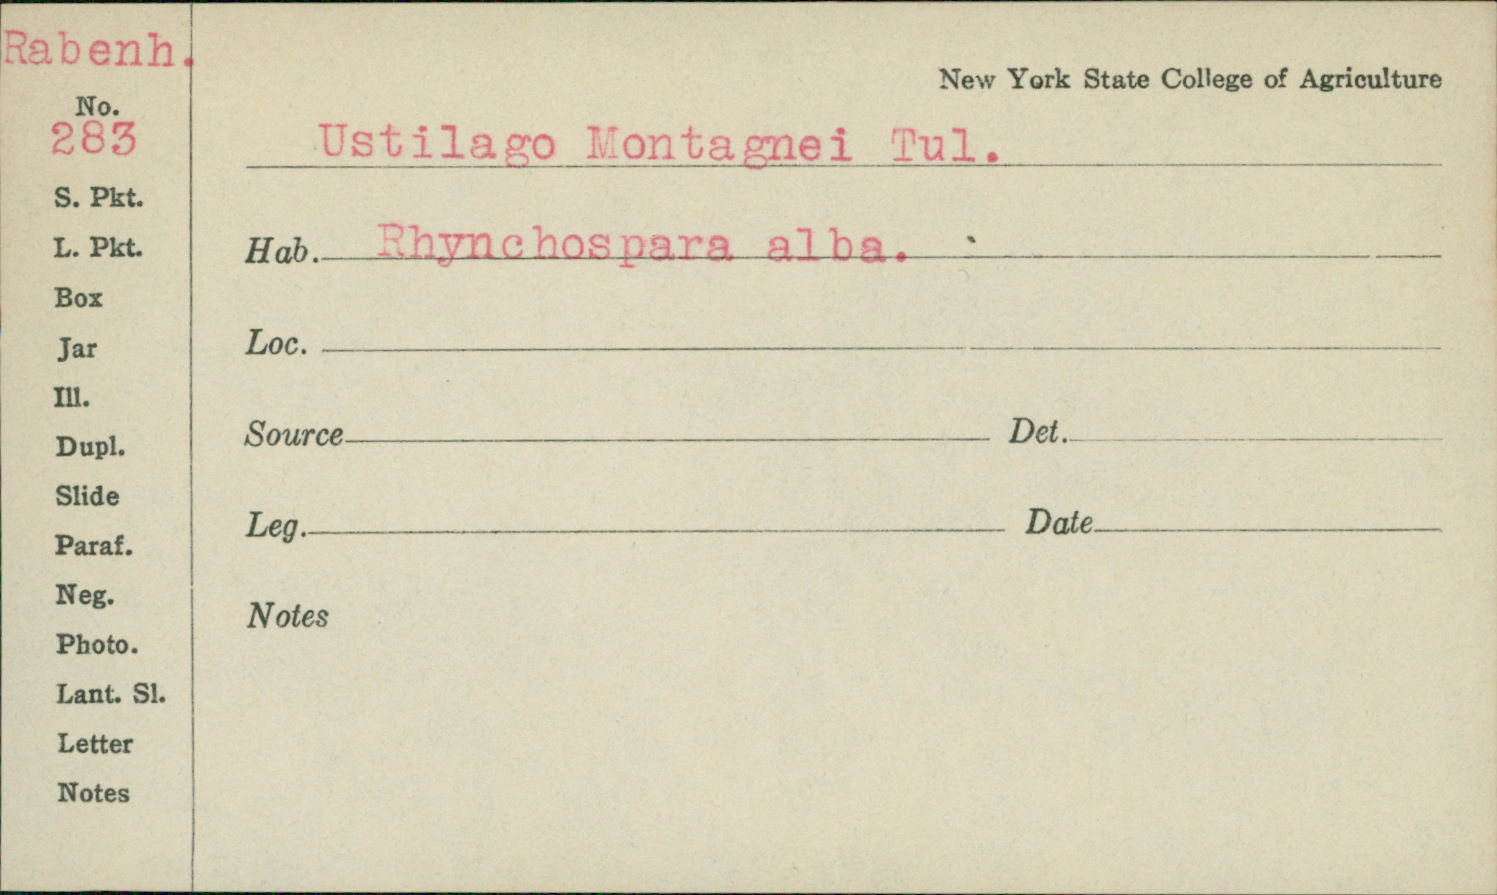 Rabenh.
No.
283
S. Pkt.
L. Pkt.
Box
Jar
Ill.
Dupl.
Slide
Paraf.
Neg.
Photo.
Lant. Sl.
Letter
Notes
New York State College of Agriculture
Ustilago Montagnei Tul.
Hab. Rhynchospara alba.
Loc.
Source Det.
Leg. Date
Notes